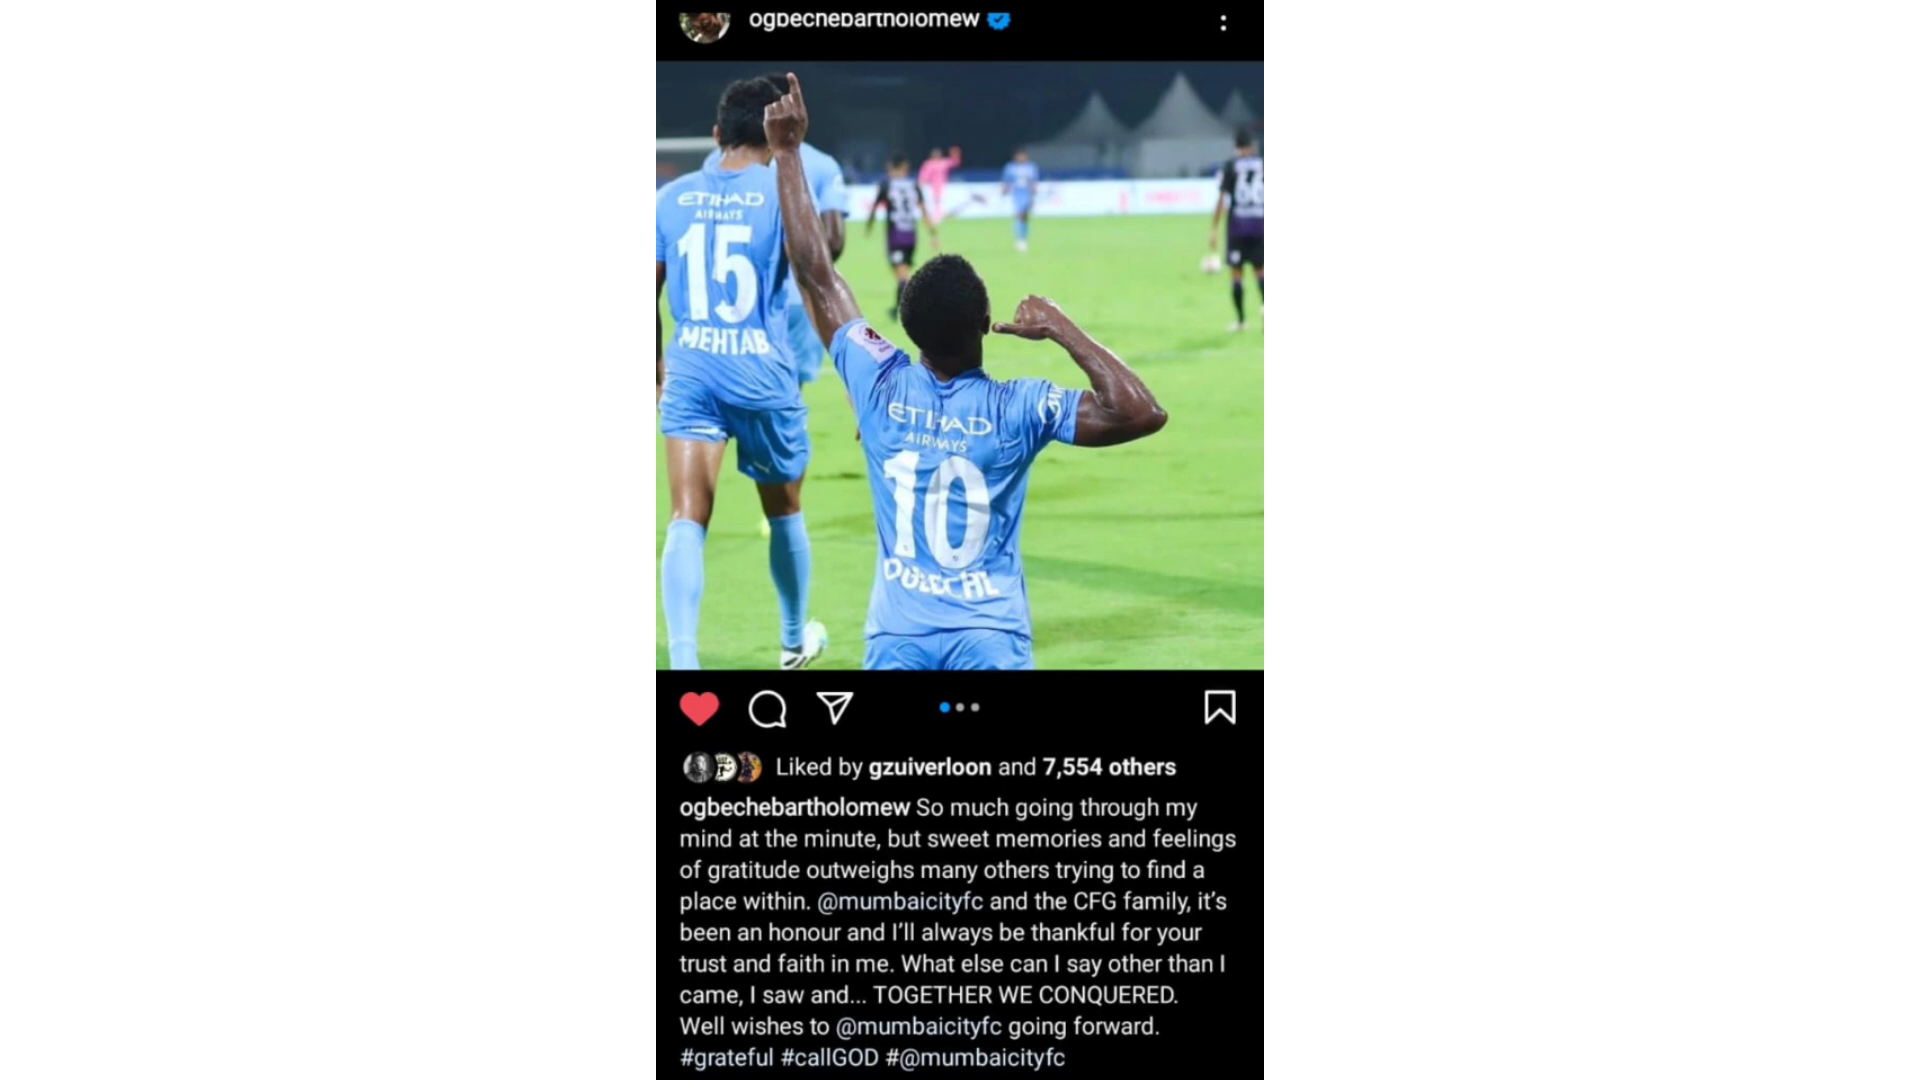 ogbechebartholomew
ETIHAD
AIRWAYS
15
MEHTAB
33
66
ETIHAD
AIRWAYS
10
OGBECHE
Liked by gzuiverloon and 7,554 others
ogbechebartholomew So much going through my
mind at the minute, but sweet memories and feelings
of gratitude outweighs many others trying to find a
place within. @mumbaicityfc and the CFG family, it’s
been an honour and I’ll always be thankful for your
trust and faith in me. What else can I say other than I
came, I saw and... TOGETHER WE CONQUERED.
Well wishes to @mumbaicityfc going forward.
#grateful #callGOD #@mumbaicityfc